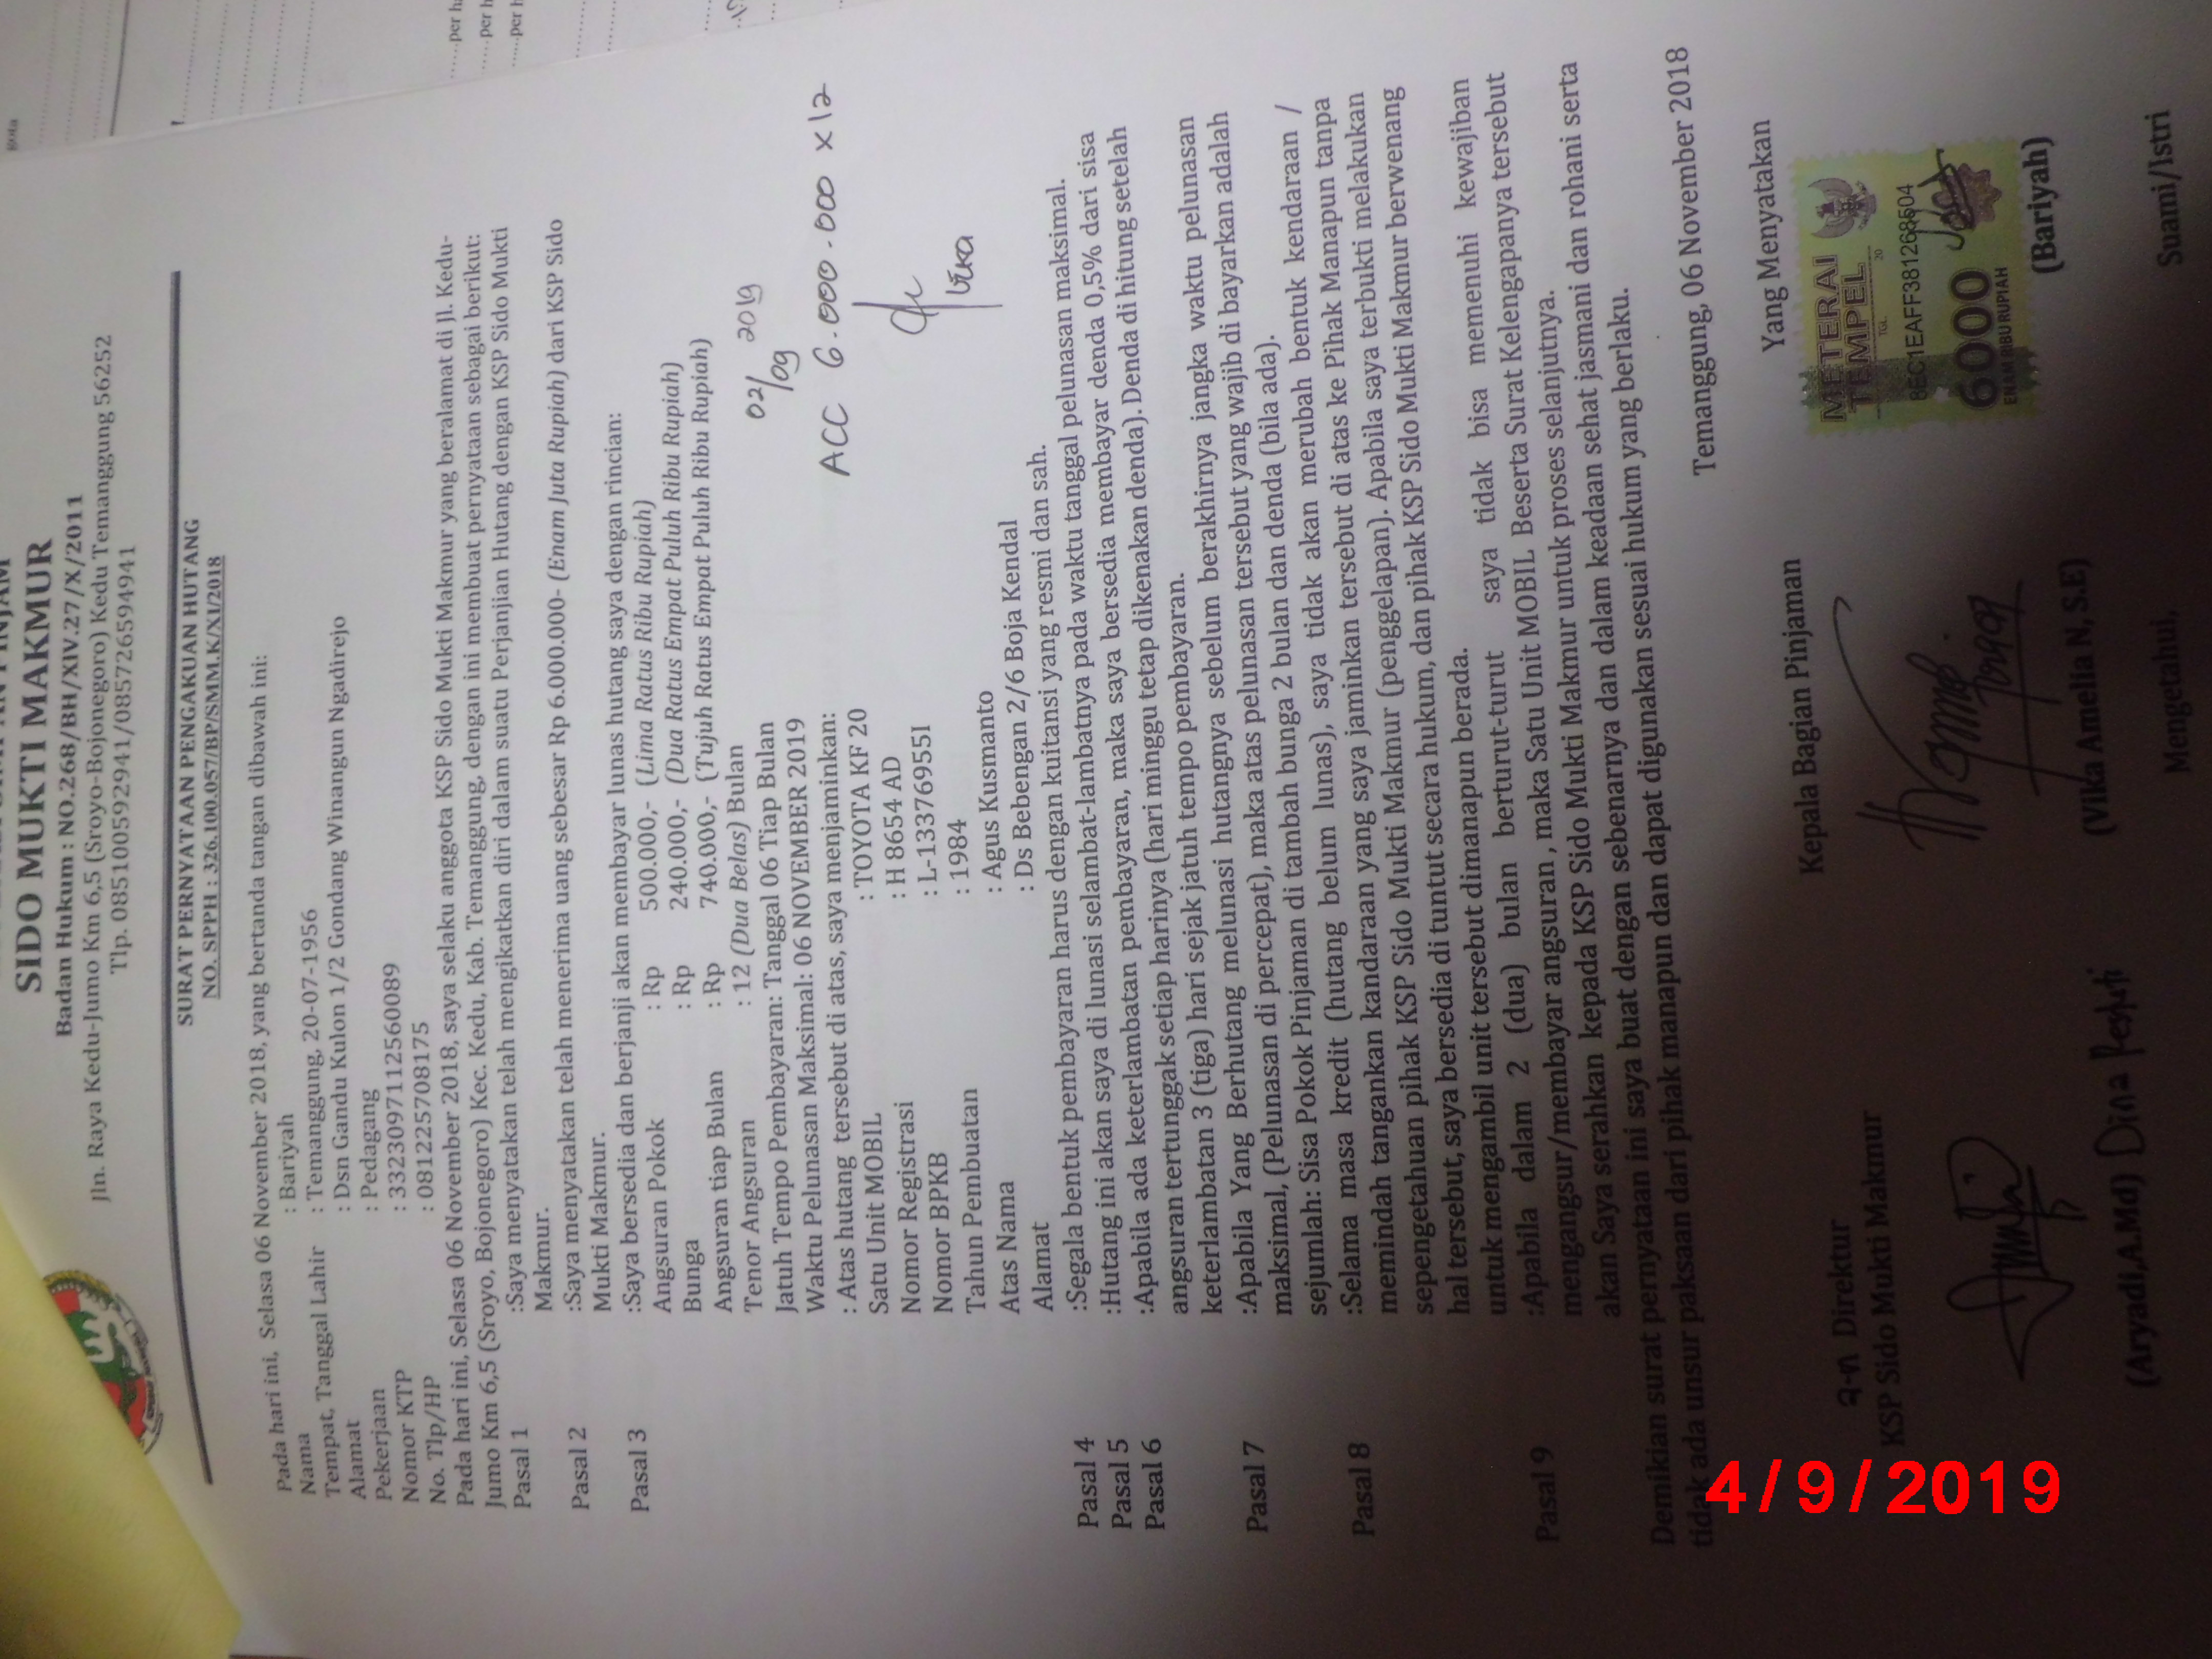 SIDO MUKTI MAKMUR
Badan Hukum : NO.268/BH/XIV.27/X/2011
Jln. Raya Kedu-Jumo Km 6,5 (Sroyo-Bojonegoro) Kedu Temanggung 56252
Tlp. 085100592941/085726594941
SURAT PERNYATAAN PENGAKUAN HUTANG
NO. SPPH : 326.100.057/BP/SMM.K/XI/2018
Pada hari ini, Selasa 06 November 2018, yang bertanda tangan dibawah ini:
Nama : Bariyah
Tempat, Tanggal Lahir : Temanggung, 20-07-1956
Alamat : Dsn Gandu Kulon 1/2 Gondang Winangun Ngadirejo
Pekerjaan : Pedagang
Nomor KTP : 3323097112560089
No. Tlp/HP : 081225708175
Pada hari ini, Selasa 06 November 2018, saya selaku anggota KSP Sido Mukti Makmur yang beralamat di Jl. Kedu-
Jumo Km 6,5 (Sroyo, Bojonegoro) Kec. Kedu, Kab. Temanggung, dengan ini membuat pernyataan sebagai berikut:
Pasal 1 :Saya menyatakan telah mengikatkan diri dalam suatu Perjanjian Hutang dengan KSP Sido Mukti
Makmur.
Pasal 2 :Saya menyatakan telah menerima uang sebesar Rp 6.000.000- (Enam Juta Rupiah) dari KSP Sido
Mukti Makmur.
Pasal 3 :Saya bersedia dan berjanji akan membayar lunas hutang saya dengan rincian:
Angsuran Pokok : Rp 500.000,- (Lima Ratus Ribu Rupiah)
Bunga : Rp 240.000,- (Dua Ratus Empat Puluh Ribu Rupiah)
Angsuran tiap Bulan : Rp 740.000,- (Tujuh Ratus Empat Puluh Ribu Rupiah)
Tenor Angsuran : 12 (Dua Belas) Bulan
Jatuh Tempo Pembayaran: Tanggal 06 Tiap Bulan
Waktu Pelunasan Maksimal: 06 NOVEMBER 2019
02/09 2019
ACC 6.000.000 x12
Vika
: Atas hutang tersebut di atas, saya menjaminkan:
Satu Unit MOBIL : TOYOTA KF 20
Nomor Registrasi : H 8654 AD
Nomor BPKB : L-13376955I
Tahun Pembuatan : 1984
Atas Nama : Agus Kusmanto
Alamat : Ds Bebengan 2/6 Boja Kendal
Pasal 4 :Segala bentuk pembayaran harus dengan kuitansi yang resmi dan sah.
Pasal 5 :Hutang ini akan saya di lunasi selambat-lambatnya pada waktu tanggal pelunasan maksimal.
Pasal 6 :Apabila ada keterlambatan pembayaran, maka saya bersedia membayar denda 0,5% dari sisa
angsuran tertunggak setiap harinya (hari minggu tetap dikenakan denda). Denda di hitung setelah
keterlambatan 3 (tiga) hari sejak jatuh tempo pembayaran.
Pasal 7 :Apabila Yang Berhutang melunasi hutangnya sebelum berakhirnya jangka waktu pelunasan
maksimal, (Pelunasan di percepat), maka atas pelunasan tersebut yang wajib di bayarkan adalah
sejumlah: Sisa Pokok Pinjaman di tambah bunga 2 bulan dan denda (bila ada).
Pasal 8 :Selama masa kredit (hutang belum lunas), saya tidak akan merubah bentuk kendaraan /
memindah tangankan kandaraan yang saya jaminkan tersebut di atas ke Pihak Manapun tanpa
sepengetahuan pihak KSP Sido Mukti Makmur (penggelapan). Apabila saya terbukti melakukan
hal tersebut, saya bersedia di tuntut secara hukum, dan pihak KSP Sido Mukti Makmur berwenang
untuk mengambil unit tersebut dimanapun berada.
Pasal 9 :Apabila dalam 2 (dua) bulan berturut-turut saya tidak bisa memenuhi kewajiban
mengangsur/membayar angsuran , maka Satu Unit MOBIL Beserta Surat Kelengapanya tersebut
akan Saya serahkan kepada KSP Sido Mukti Makmur untuk proses selanjutnya.
Demikian surat pernyataan ini saya buat dengan sebenarnya dan dalam keadaan sehat jasmani dan rohani serta
tidak ada unsur paksaan dari pihak manapun dan dapat digunakan sesuai hukum yang berlaku.
Temanggung, 06 November 2018
a-n Direktur
KSP Sido Mukti Makmur
Kepala Bagian Pinjaman
Yang Menyatakan
METERAI
TEMPEL
TGL. 20
8EC1EAFF381268504
6000
ENAM RIBU RUPIAH
(Aryadi,A.Md) Dina
(Vika Amelia N,S.E)
(Bariyah)
Mengetahui,
Suami/Istri
4/9/2019